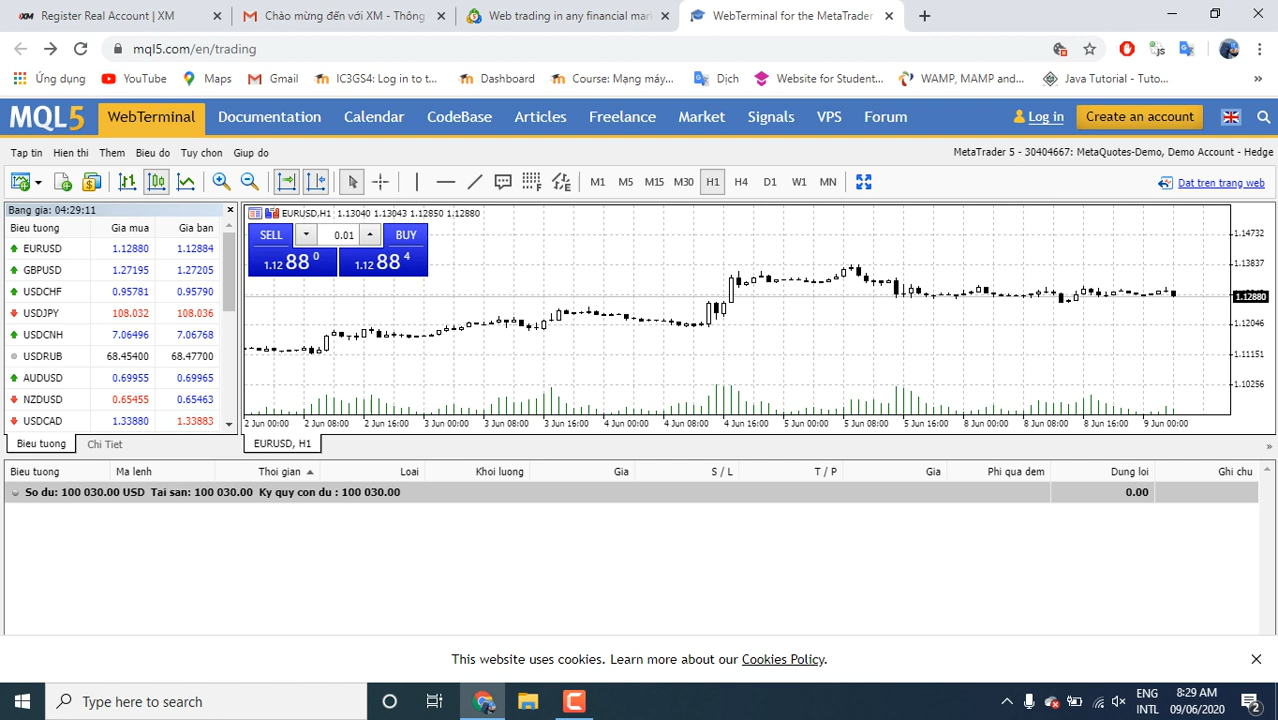 Register Real Account | XM
Chào mừng đến với XM - Thông
Web trading in any financial mar
WebTerminal for the MetaTrader
mql5.com/en/trading
Ứng dụng
YouTube
Maps
Gmail
IC3GS4: Log in to t...
Dashboard
Course: Mạng máy...
Dịch
Website for Student...
WAMP, MAMP and...
Java Tutorial - Tuto...
MQL5
WebTerminal
Documentation
Calendar
CodeBase
Articles
Freelance
Market
Signals
VPS
Forum
Log in
Create an account
Tap tin
Hien thi
Them
Bieu do
Tuy chon
Giup do
MetaTrader 5 - 30404667: MetaQuotes-Demo, Demo Account - Hedge
M1 M5 M15 M30 H1 H4 D1 W1 MN
Dat tren trang web
Bang gia: 04:29:11
Bieu tuong Gia mua Gia ban
EURUSD 1.12880 1.12884
GBPUSD 1.27195 1.27205
USDCHF 0.95781 0.95790
USDJPY 108.032 108.036
USDCNH 7.06496 7.06768
USDRUB 68.45400 68.47700
AUDUSD 0.69955 0.69965
NZDUSD 0.65455 0.65463
USDCAD 1.33880 1.33883
Bieu tuong
Chi Tiet
EURUSD,H1 1.13040 1.13043 1.12850 1.12880
SELL 0.01 BUY
1.12 88 0 1.12 88 4
1.14732
1.13837
1.12880
1.12046
1.11151
1.10256
2 Jun 00:00 2 Jun 08:00 2 Jun 16:00 3 Jun 00:00 3 Jun 08:00 3 Jun 16:00 4 Jun 00:00 4 Jun 08:00 4 Jun 16:00 5 Jun 00:00 5 Jun 08:00 5 Jun 16:00 8 Jun 00:00 8 Jun 08:00 8 Jun 16:00 9 Jun 00:00
EURUSD, H1
Bieu tuong Ma lenh Thoi gian Loai Khoi luong Gia S / L T / P Gia Phi qua dem Dung loi Ghi chu
So du: 100 030.00 USD Tai san: 100 030.00 Ky quy con du : 100 030.00 0.00
This website uses cookies. Learn more about our Cookies Policy.
Type here to search
ENG
INTL
8:29 AM
09/06/2020
2